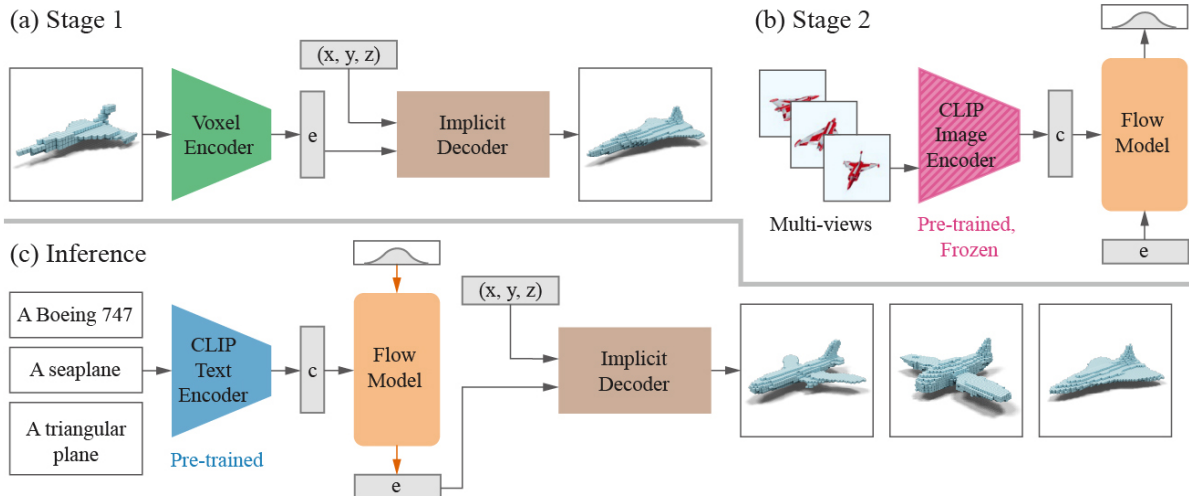 (a) Stage 1
(x, y, z)
Voxel
Encoder
e
Implicit
Decoder
(b) Stage 2
CLIP
Image
Encoder
c
Flow
Model
Multi-views
Pre-trained,
Frozen
e
(c) Inference
A Boeing 747
A seaplane
A triangular
plane
CLIP
Text
Encoder
Pre-trained
c
Flow
Model
e
(x, y, z)
Implicit
Decoder